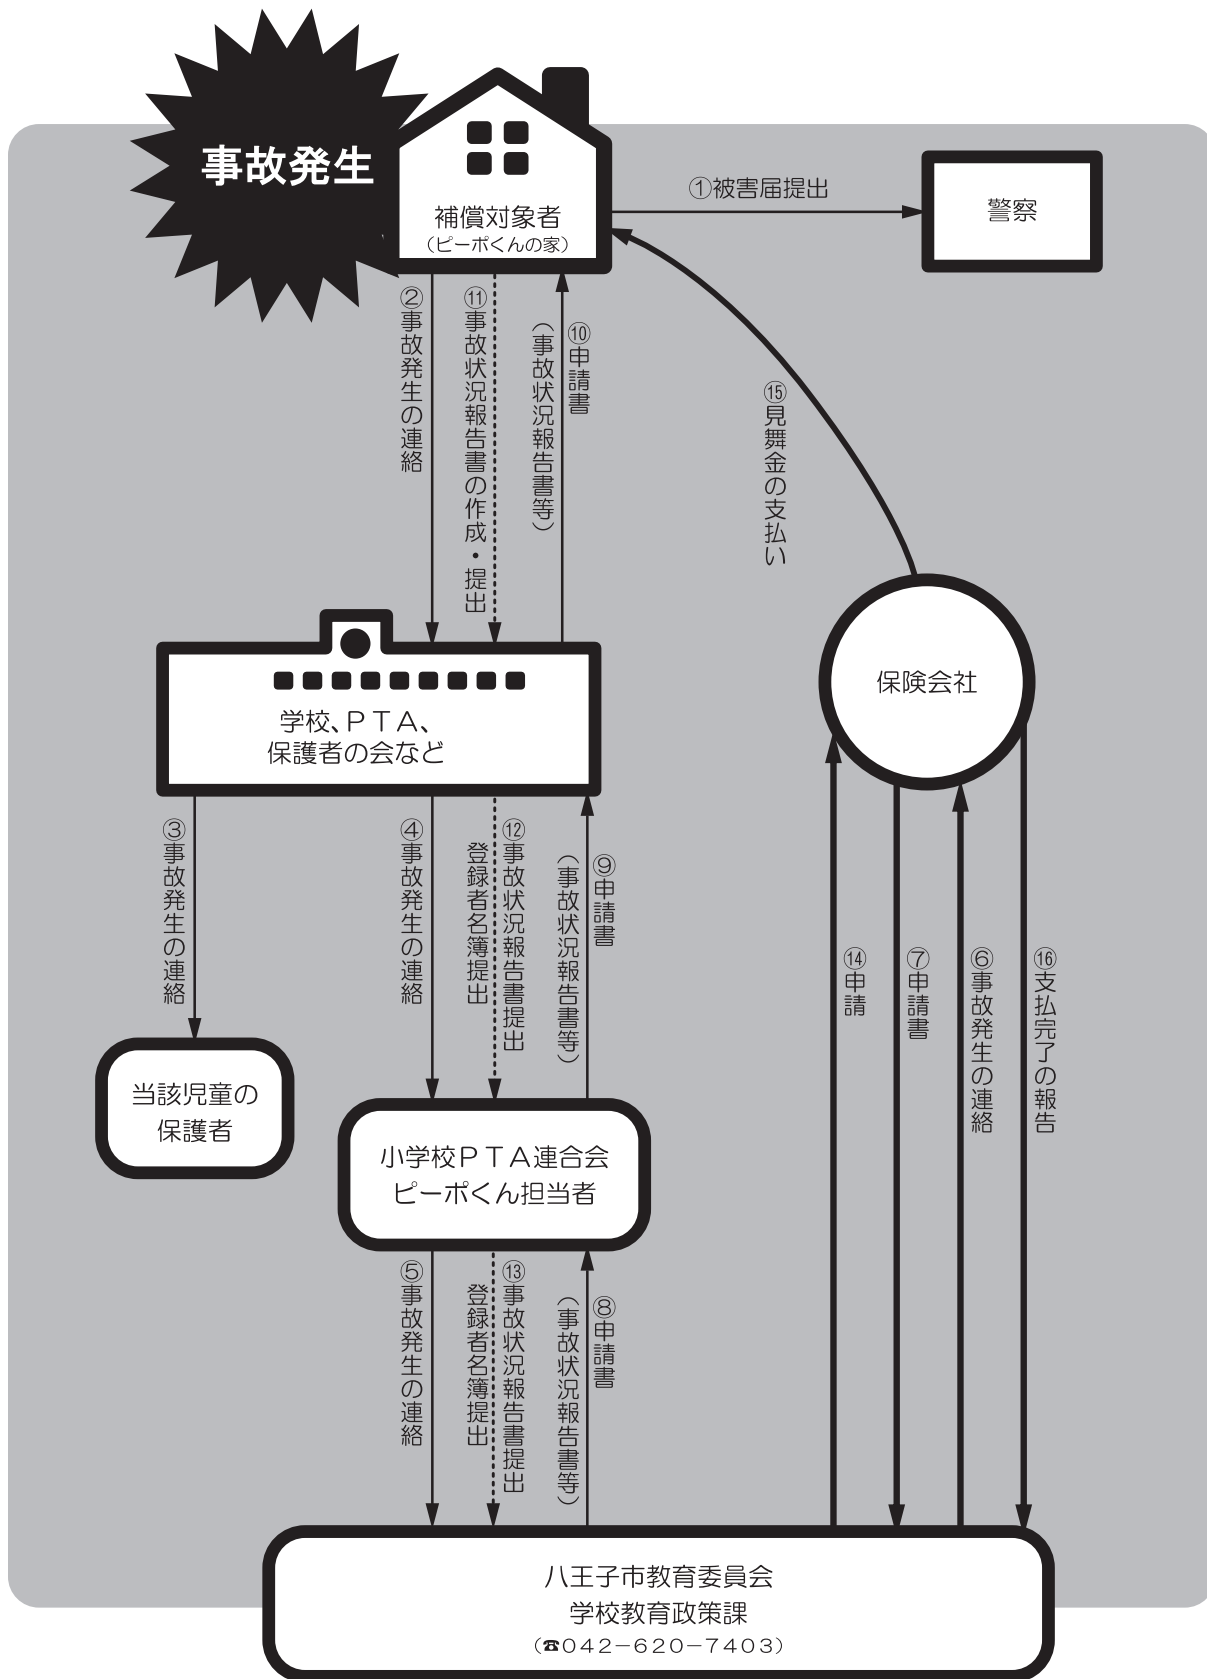 事故発生
補償対象者
（ピーポくんの家）
①被害届提出
警察
②事故発生の連絡
⑪事故状況報告書の作成・提出
⑩申請書
（事故状況報告書等）
⑮見舞金の支払い
学校、ＰＴＡ、
保護者の会など
保険会社
③事故発生の連絡
④事故発生の連絡
⑫事故状況報告書提出
登録者名簿提出
⑨申請書
（事故状況報告書等）
⑭申請
⑦申請書
⑥事故発生の連絡
⑯支払完了の報告
当該児童の
保護者
小学校ＰＴＡ連合会
ピーポくん担当者
⑤事故発生の連絡
⑬事故状況報告書提出
登録者名簿提出
⑧申請書
（事故状況報告書等）
八王子市教育委員会
学校教育政策課
（☎０４２－６２０－７４０３）